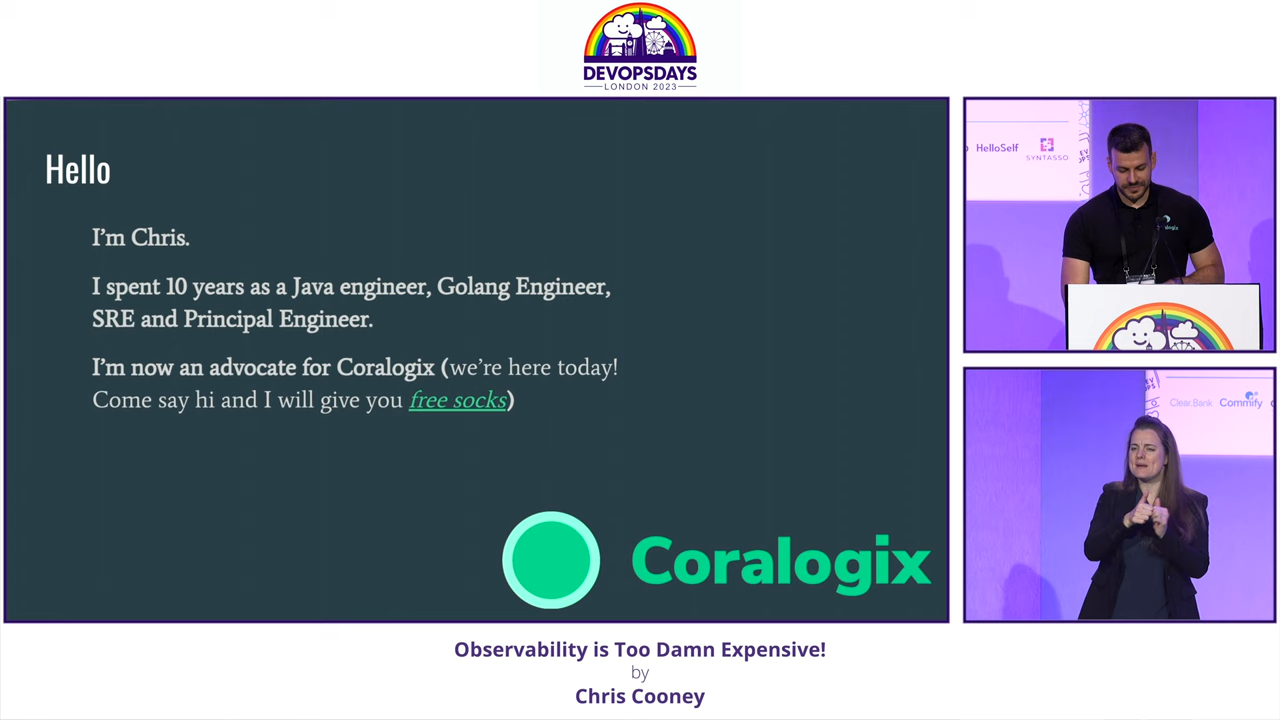 DEVOPSDAYS
LONDON 2023
Hello
I'm Chris.
I spent 10 years as a Java engineer, Golang Engineer,
SRE and Principal Engineer.
I'm now an advocate for Coralogix (we're here today!
Come say hi and I will give you free socks)
Coralogix
HelloSelf
SYNTASSO
Clear.Bank
Commify
Observability is Too Damn Expensive!
by
Chris Cooney